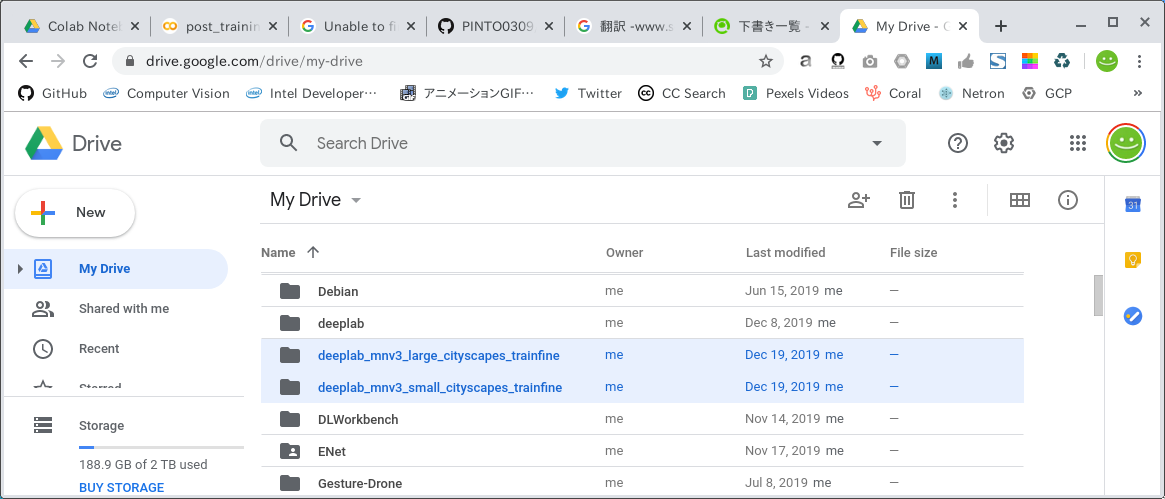 Colab Noteb post_trainin Unable to fi PINTO0309 翻訳 -www.s 下書き一覧 - My Drive - G
drive.google.com/drive/my-drive
GitHub Computer Vision Intel Developer… アニメーションGIF… Twitter CC Search Pexels Videos Coral Netron GCP »
Drive Search Drive
New My Drive
Name Owner Last modified File size
My Drive
Debian me Jun 15, 2019 me —
Shared with me
deeplab me Dec 8, 2019 me —
Recent
deeplab_mnv3_large_cityscapes_trainfine me Dec 19, 2019 me —
Starred
deeplab_mnv3_small_cityscapes_trainfine me Dec 19, 2019 me —
Storage
DLWorkbench me Nov 14, 2019 me —
188.9 GB of 2 TB used
ENet me Nov 17, 2019 me —
BUY STORAGE
Gesture-Drone me Jul 8, 2019 me —
31